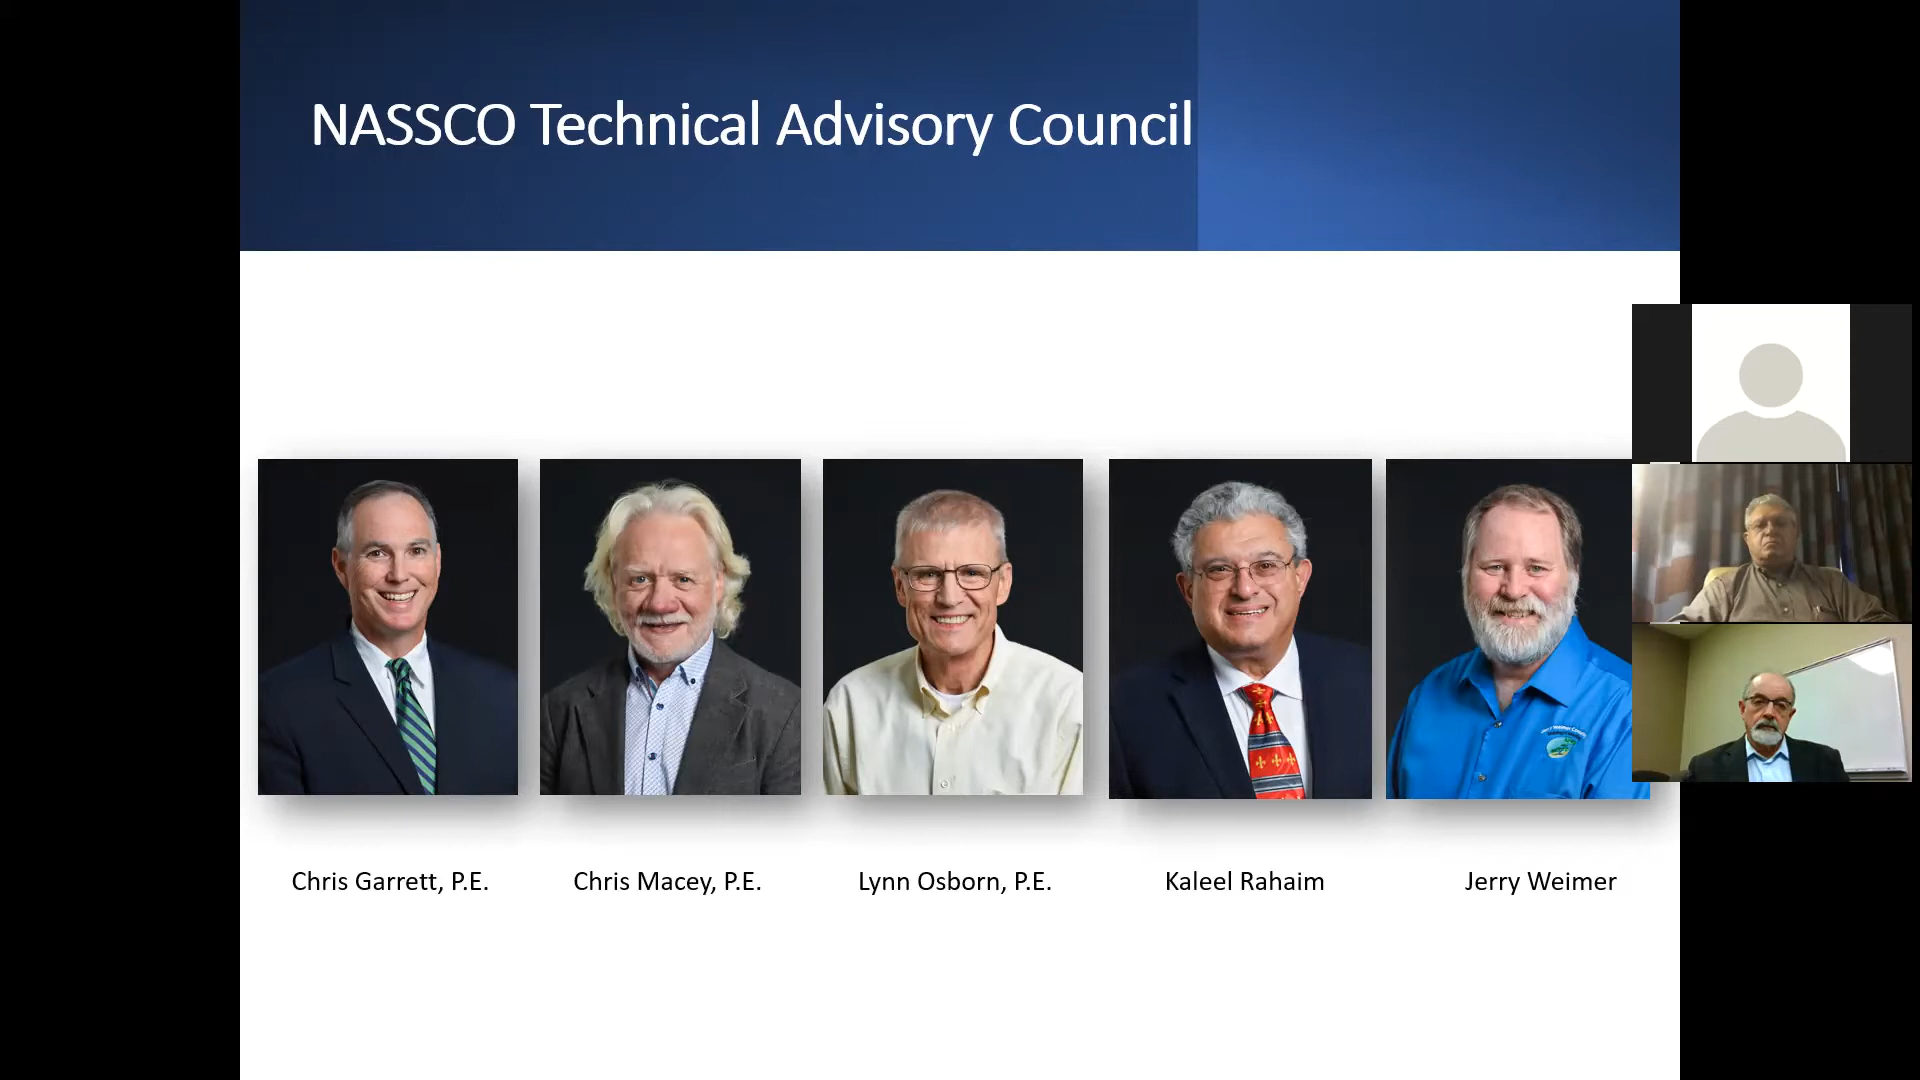 NASSCO Technical Advisory Council
Chris Garrett, P.E.
Chris Macey, P.E.
Lynn Osborn, P.E.
Kaleel Rahaim
Jerry Weimer